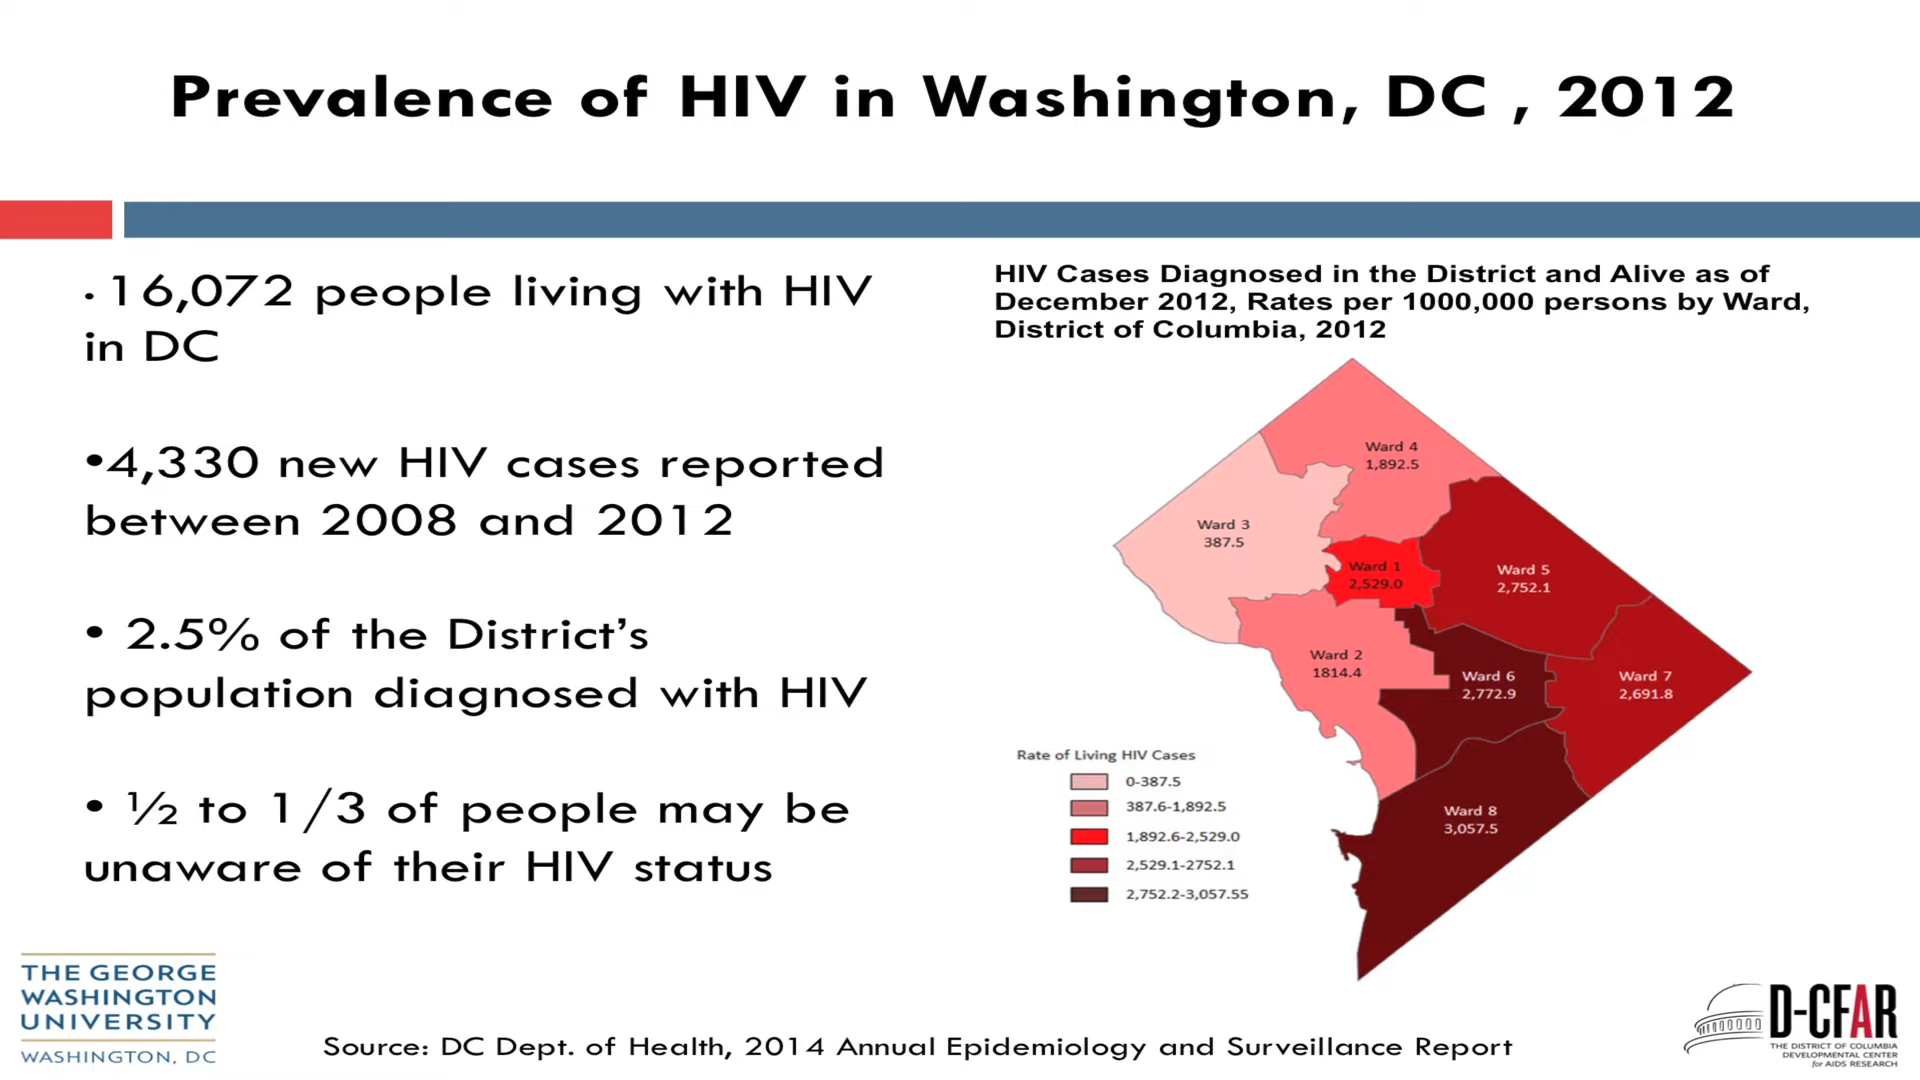 Prevalence of HIV in Washington, DC , 2012
• 16,072 people living with HIV
in DC
•4,330 new HIV cases reported
between 2008 and 2012
• 2.5% of the District’s
population diagnosed with HIV
• ½ to 1/3 of people may be
unaware of their HIV status
HIV Cases Diagnosed in the District and Alive as of
December 2012, Rates per 1000,000 persons by Ward,
District of Columbia, 2012
Ward 4
1,892.5
Ward 3
387.5
Ward 1
2,529.0
Ward 5
2,752.1
Ward 2
1814.4
Ward 6
2,772.9
Ward 7
2,691.8
Ward 8
3,057.5
Rate of Living HIV Cases
0-387.5
387.6-1,892.5
1,892.6-2,529.0
2,529.1-2752.1
2,752.2-3,057.55
THE GEORGE
WASHINGTON
UNIVERSITY
WASHINGTON, DC
Source: DC Dept. of Health, 2014 Annual Epidemiology and Surveillance Report
D-CFAR
THE DISTRICT OF COLUMBIA
DEVELOPMENTAL CENTER
for AIDS RESEARCH